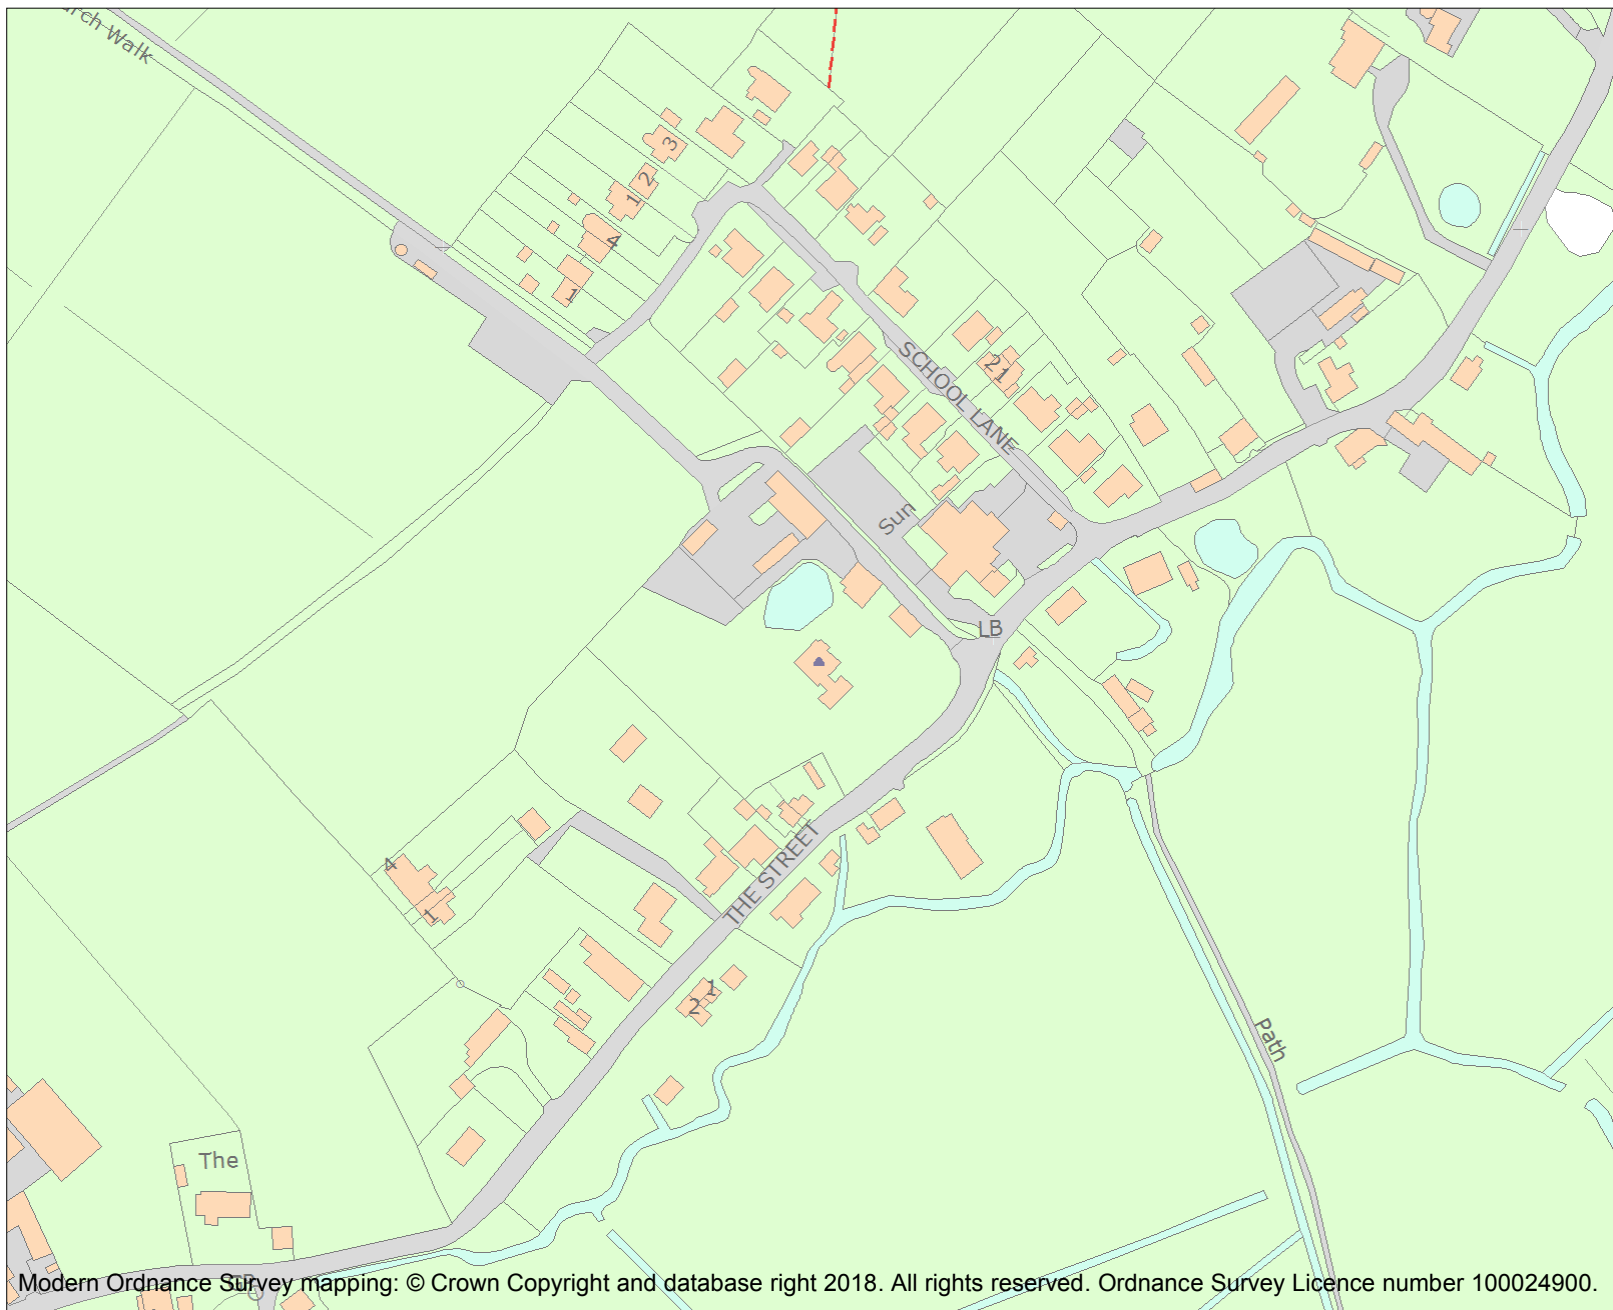 urch Walk
3
2
1
4
1
SCHOOL LANE
21
Sun
LB
4
1
THE STREET
1
2
Path
The
Modern Ordnance Survey mapping: © Crown Copyright and database right 2018. All rights reserved. Ordnance Survey Licence number 100024900.